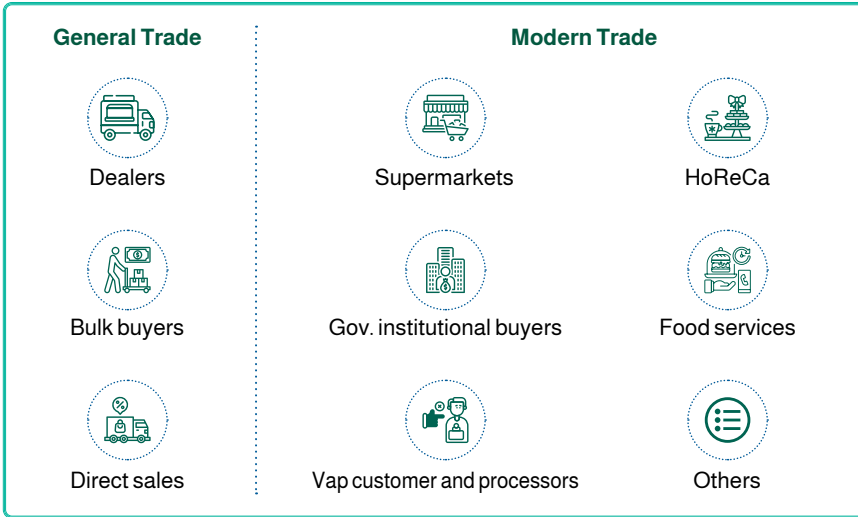 General Trade
Modern Trade
Dealers
Supermarkets
HoReCa
Bulk buyers
Gov. institutional buyers
Food services
Direct sales
Vap customer and processors
Others